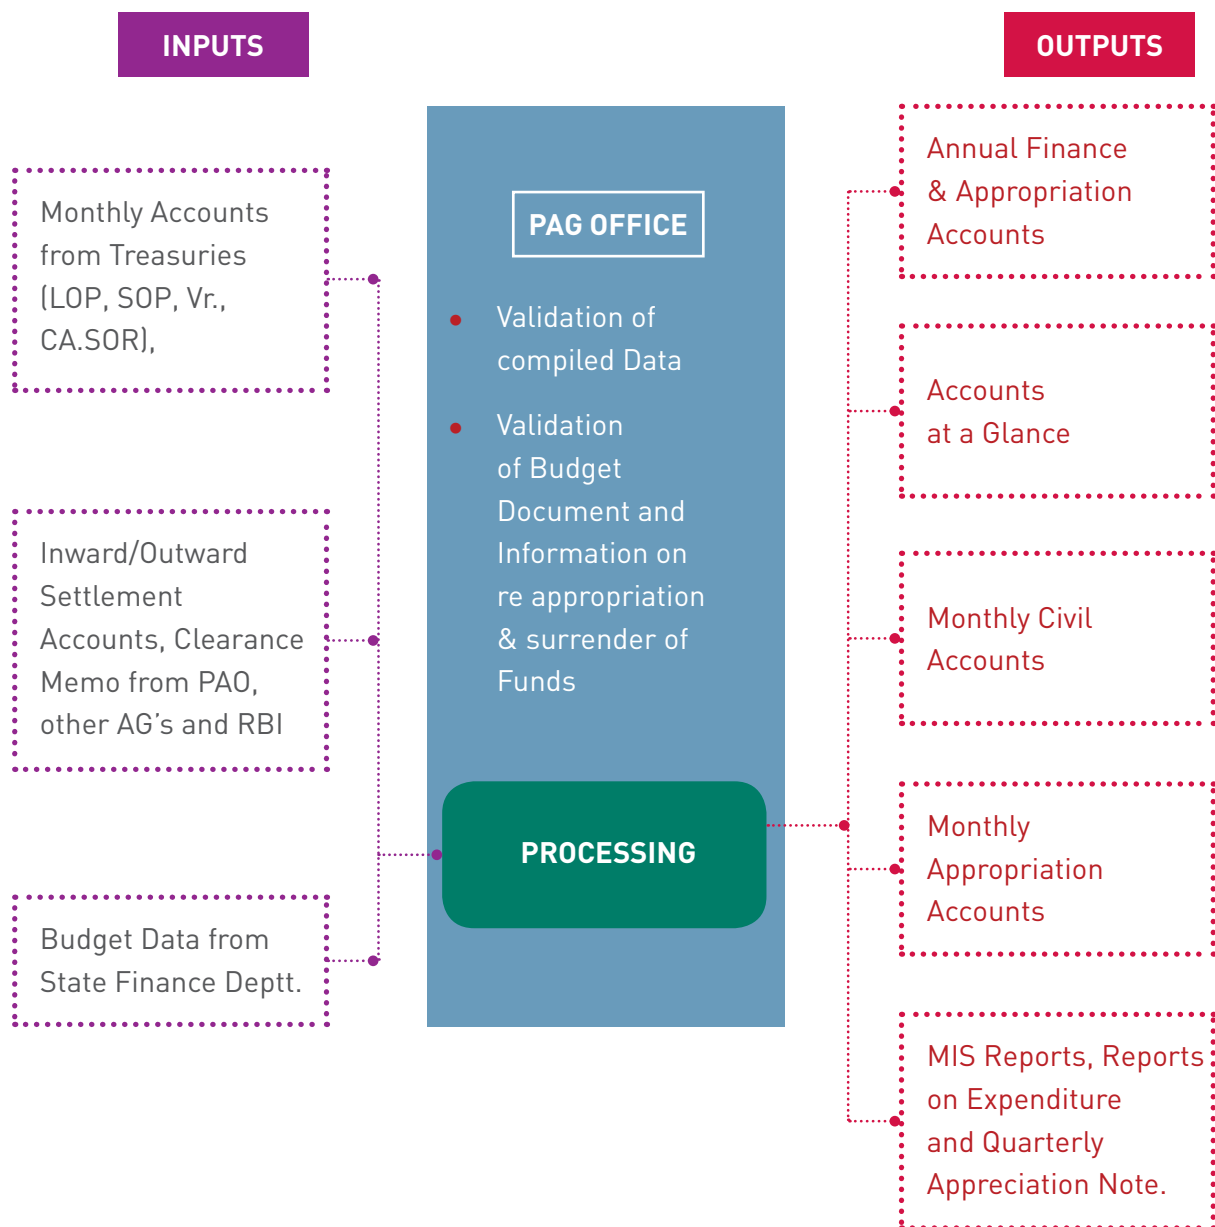 INPUTS
Monthly Accounts
from Treasuries
(LOP, SOP, Vr.,
CA.SOR),
Inward/Outward
Settlement
Accounts, Clearance
Memo from PAO,
other AG’s and RBI
Budget Data from
State Finance Deptt.
PAG OFFICE
• Validation of
compiled Data
• Validation
of Budget
Document and
Information on
re appropriation
& surrender of
Funds
PROCESSING
OUTPUTS
Annual Finance
& Appropriation
Accounts
Accounts
at a Glance
Monthly Civil
Accounts
Monthly
Appropriation
Accounts
MIS Reports, Reports
on Expenditure
and Quarterly
Appreciation Note.